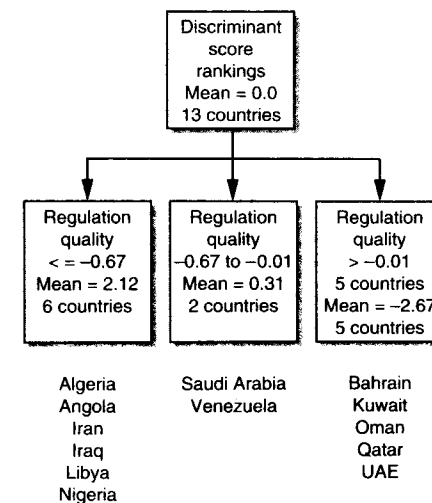 Discriminant
score
rankings
Mean = 0.0
13 countries
Regulation
quality
< = –0.67
Mean = 2.12
6 countries
Regulation
quality
–0.67 to –0.01
Mean = 0.31
2 countries
Regulation
quality
> –0.01
5 countries
Mean = –2.67
5 countries
Algeria
Angola
Iran
Iraq
Libya
Nigeria
Saudi Arabia
Venezuela
Bahrain
Kuwait
Oman
Qatar
UAE